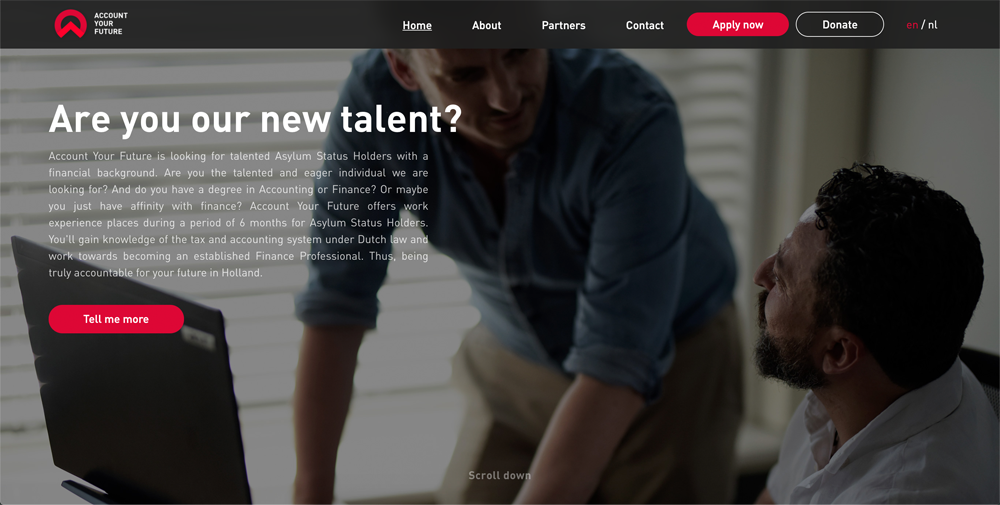 ACCOUNT
YOUR
FUTURE
Home About Partners Contact Apply now Donate en / nl
Are you our new talent?
Account Your Future is looking for talented Asylum Status Holders with a
financial background. Are you the talented and eager individual we are
looking for? And do you have a degree in Accounting or Finance? Or maybe
you just have affinity with finance? Account Your Future offers work
experience places during a period of 6 months for Asylum Status Holders.
You'll gain knowledge of the tax and accounting system under Dutch law and
work towards becoming an established Finance Professional. Thus, being
truly accountable for your future in Holland.
Tell me more
Scroll down